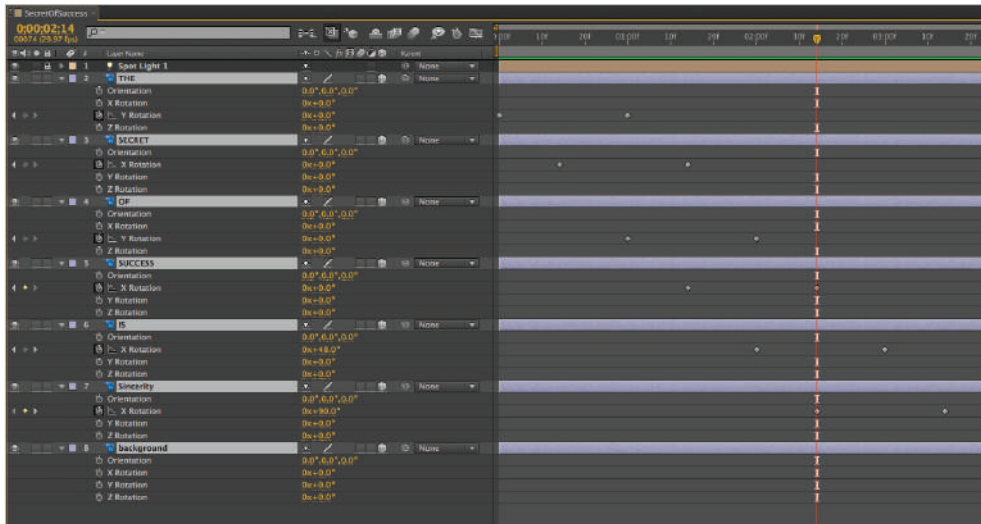 SecretOfSuccess
0;00;02;14
00074 (29.97 fps)
# Layer Name Parent
00F 10F 20F 01;00F 10F 20F 02;00F 10F 20F 03;00F 10F 20F
1 Spot Light 1 None
2 THE None
Orientation 0.0°,0.0°,0.0°
X Rotation 0x+0.0°
Y Rotation 0x+0.0°
Z Rotation 0x+0.0°
3 SECRET None
Orientation 0.0°,0.0°,0.0°
X Rotation 0x+0.0°
Y Rotation 0x+0.0°
Z Rotation 0x+0.0°
4 OF None
Orientation 0.0°,0.0°,0.0°
X Rotation 0x+0.0°
Y Rotation 0x+0.0°
Z Rotation 0x+0.0°
5 SUCCESS None
Orientation 0.0°,0.0°,0.0°
X Rotation 0x+0.0°
Y Rotation 0x+0.0°
Z Rotation 0x+0.0°
6 IS None
Orientation 0.0°,0.0°,0.0°
X Rotation 0x+48.0°
Y Rotation 0x+0.0°
Z Rotation 0x+0.0°
7 Sincerity None
Orientation 0.0°,0.0°,0.0°
X Rotation 0x+90.0°
Y Rotation 0x+0.0°
Z Rotation 0x+0.0°
8 background None
Orientation 0.0°,0.0°,0.0°
X Rotation 0x+0.0°
Y Rotation 0x+0.0°
Z Rotation 0x+0.0°